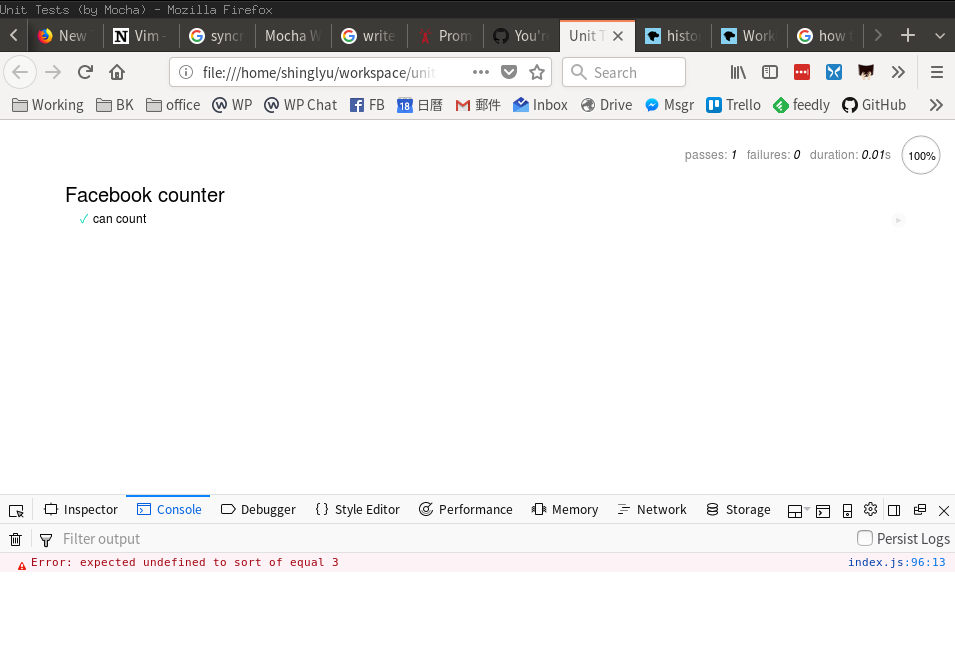 Unit Tests (by Mocha) - Mozilla Firefox
New Vim - sync Mocha W write Prom You'r Unit T histo Work how
file:///home/shinglyu/workspace/unit Search
Working BK office WP WP Chat FB 18 日曆 郵件 Inbox Drive Msgr Trello feedly GitHub
passes: 1 failures: 0 duration: 0.01s 100%
Facebook counter
✓ can count
Inspector Console Debugger {} Style Editor Performance Memory Network Storage
Filter output Persist Logs
Error: expected undefined to sort of equal 3 index.js:96:13